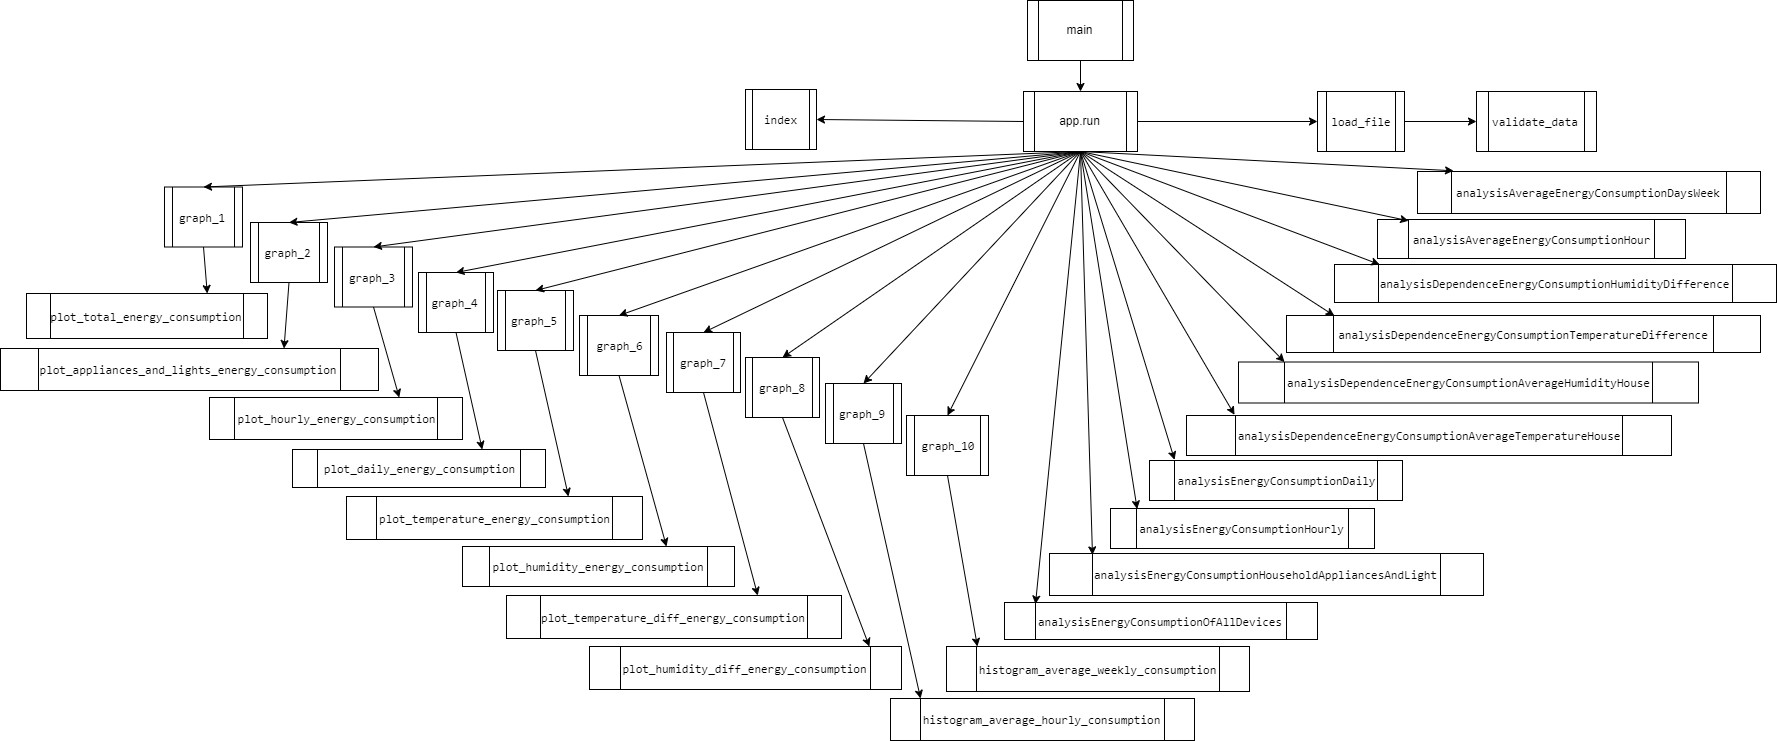 main
index
app.run
load_file
validate_data
analysisAverageEnergyConsumptionDaysWeek
graph_1
analysisAverageEnergyConsumptionHour
graph_2
graph_3
analysisDependenceEnergyConsumptionHumidityDifference
graph_4
plot_total_energy_consumption
graph_5
analysisDependenceEnergyConsumptionTemperatureDifference
graph_6
graph_7
plot_appliances_and_lights_energy_consumption
analysisDependenceEnergyConsumptionAverageHumidityHouse
graph_8
graph_9
plot_hourly_energy_consumption
analysisDependenceEnergyConsumptionAverageTemperatureHouse
graph_10
plot_daily_energy_consumption
analysisEnergyConsumptionDaily
plot_temperature_energy_consumption
analysisEnergyConsumptionHourly
plot_humidity_energy_consumption
analysisEnergyConsumptionHouseholdAppliancesAndLight
plot_temperature_diff_energy_consumption
analysisEnergyConsumptionOfAllDevices
plot_humidity_diff_energy_consumption
histogram_average_weekly_consumption
histogram_average_hourly_consumption